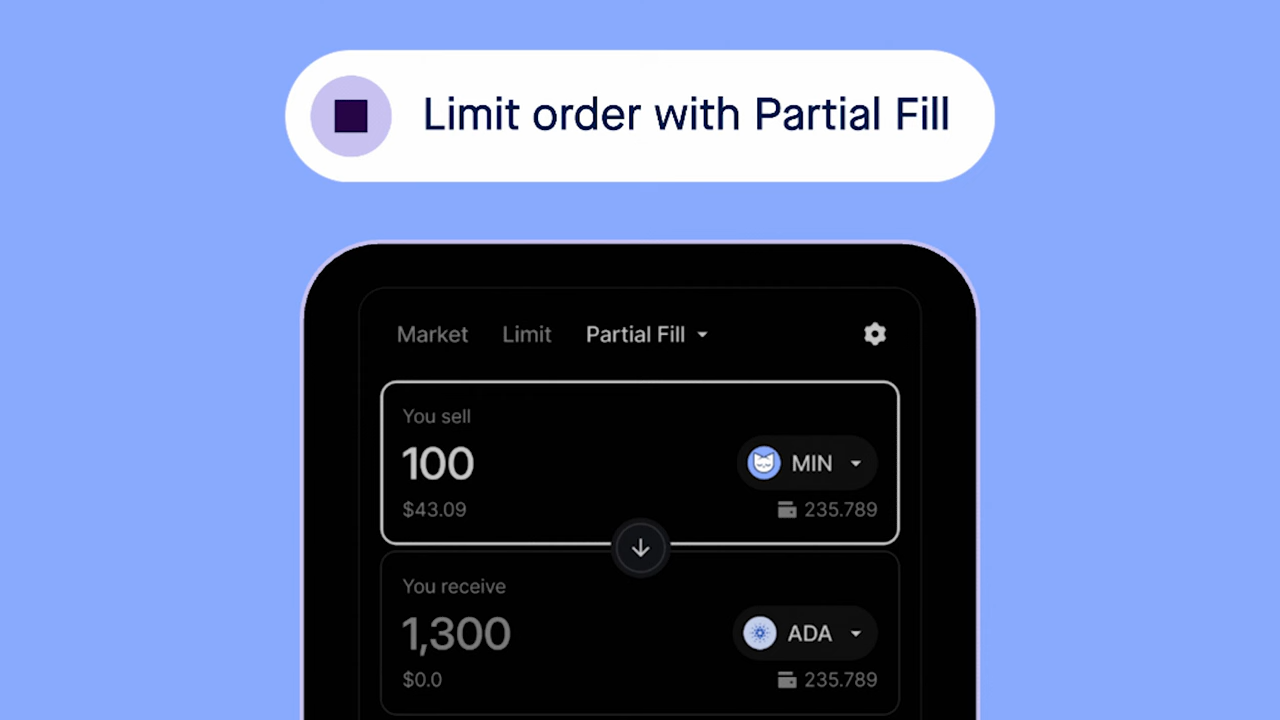 Limit order with Partial Fill
Market Limit Partial Fill
You sell
100 MIN
$43.09 235.789
You receive
1,300 ADA
$0.0 235.789